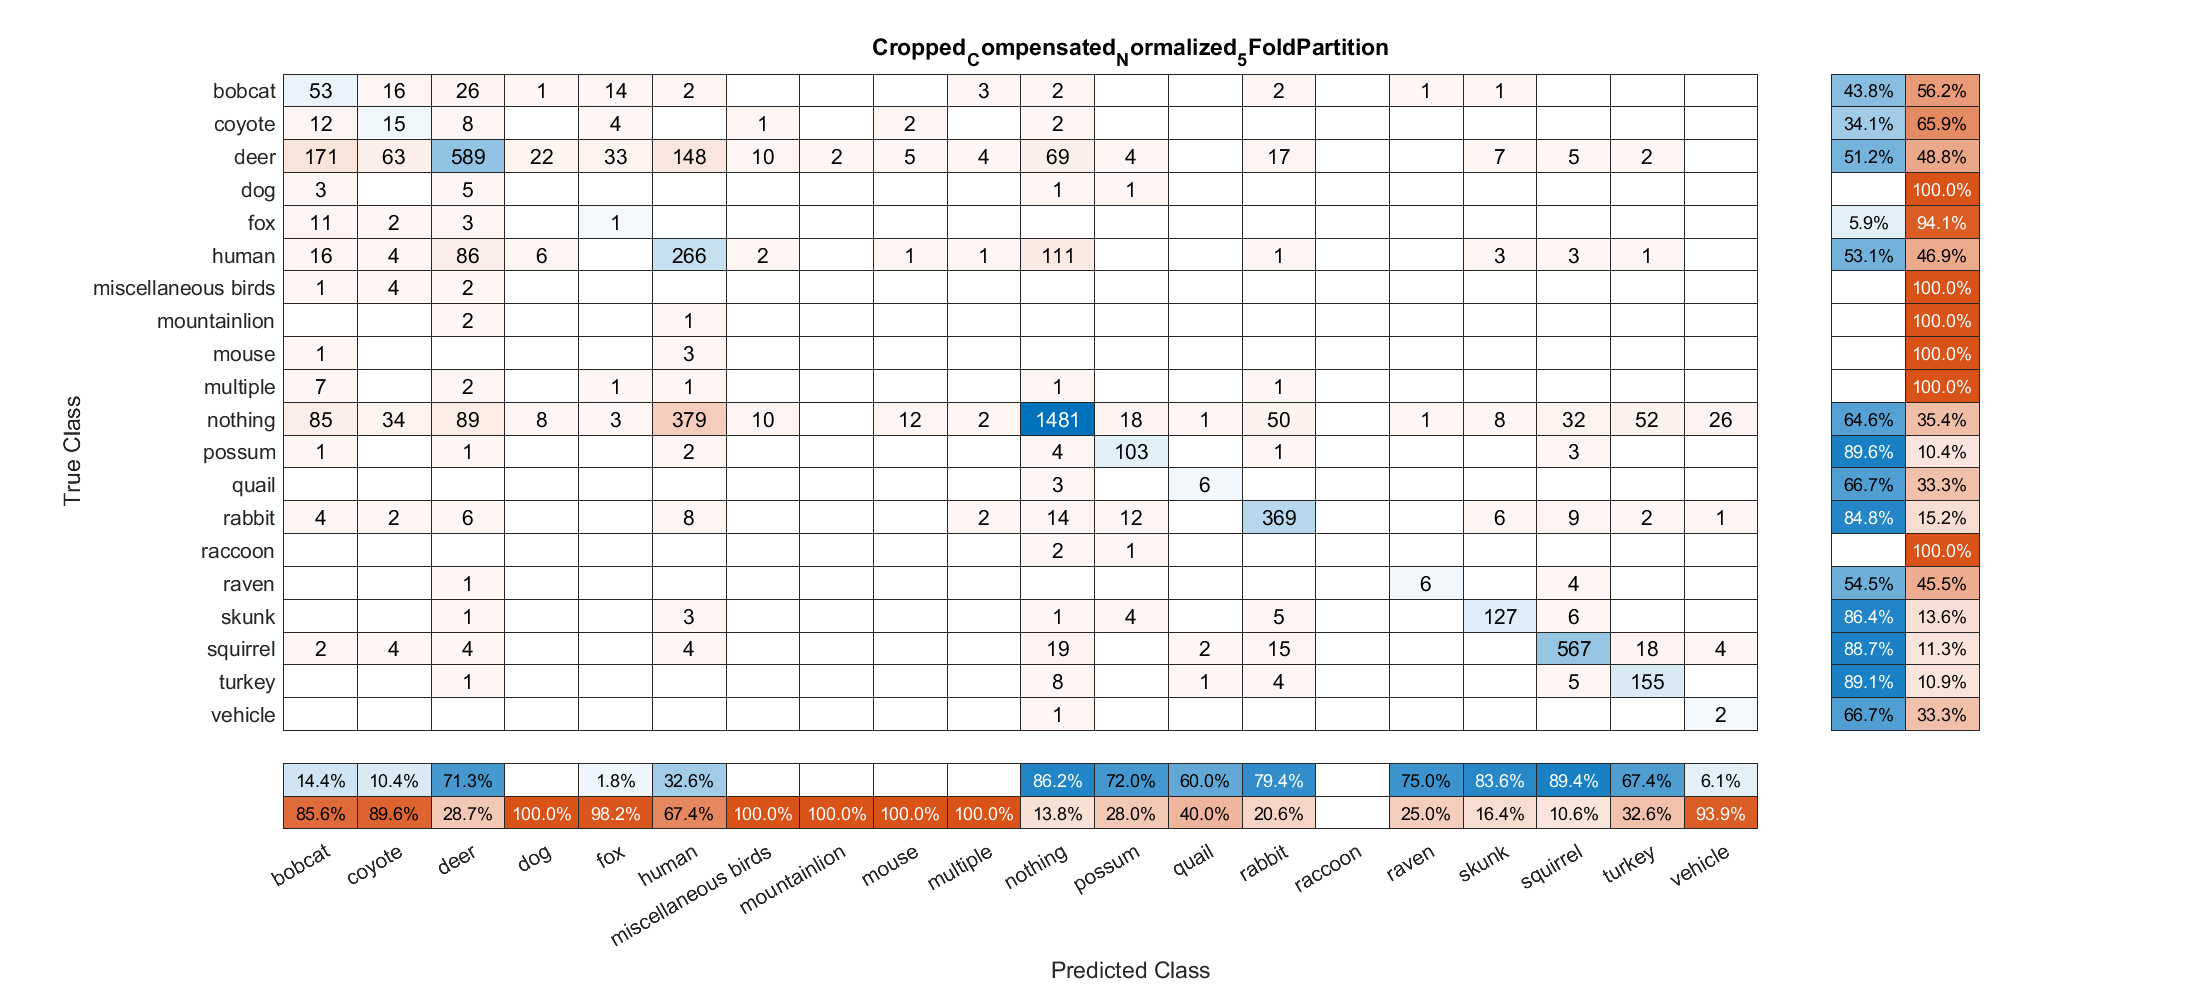 Cropped_Compensated_Normalized_5FoldPartition
True Class
bobcat 53 16 26 1 14 2 3 2 2 1 1 43.8% 56.2%
coyote 12 15 8 4 1 2 2 34.1% 65.9%
deer 171 63 589 22 33 148 10 2 5 4 69 4 17 7 5 2 51.2% 48.8%
dog 3 5 1 1 100.0%
fox 11 2 3 1 5.9% 94.1%
human 16 4 86 6 266 2 1 1 111 1 3 3 1 53.1% 46.9%
miscellaneous birds 1 4 2 100.0%
mountainlion 2 1 100.0%
mouse 1 3 100.0%
multiple 7 2 1 1 1 1 100.0%
nothing 85 34 89 8 3 379 10 12 2 1481 18 1 50 1 8 32 52 26 64.6% 35.4%
possum 1 1 2 4 103 1 3 89.6% 10.4%
quail 3 6 66.7% 33.3%
rabbit 4 2 6 8 2 14 12 369 6 9 2 1 84.8% 15.2%
raccoon 2 1 100.0%
raven 1 6 4 54.5% 45.5%
skunk 1 3 1 4 5 127 6 86.4% 13.6%
squirrel 2 4 4 4 19 2 15 567 18 4 88.7% 11.3%
turkey 1 8 1 4 5 155 89.1% 10.9%
vehicle 1 2 66.7% 33.3%
14.4% 10.4% 71.3% 1.8% 32.6% 86.2% 72.0% 60.0% 79.4% 75.0% 83.6% 89.4% 67.4% 6.1%
85.6% 89.6% 28.7% 100.0% 98.2% 67.4% 100.0% 100.0% 100.0% 100.0% 13.8% 28.0% 40.0% 20.6% 25.0% 16.4% 10.6% 32.6% 93.9%
bobcat coyote deer dog fox human miscellaneous birds mountainlion mouse multiple nothing possum quail rabbit raccoon raven skunk squirrel turkey vehicle
Predicted Class